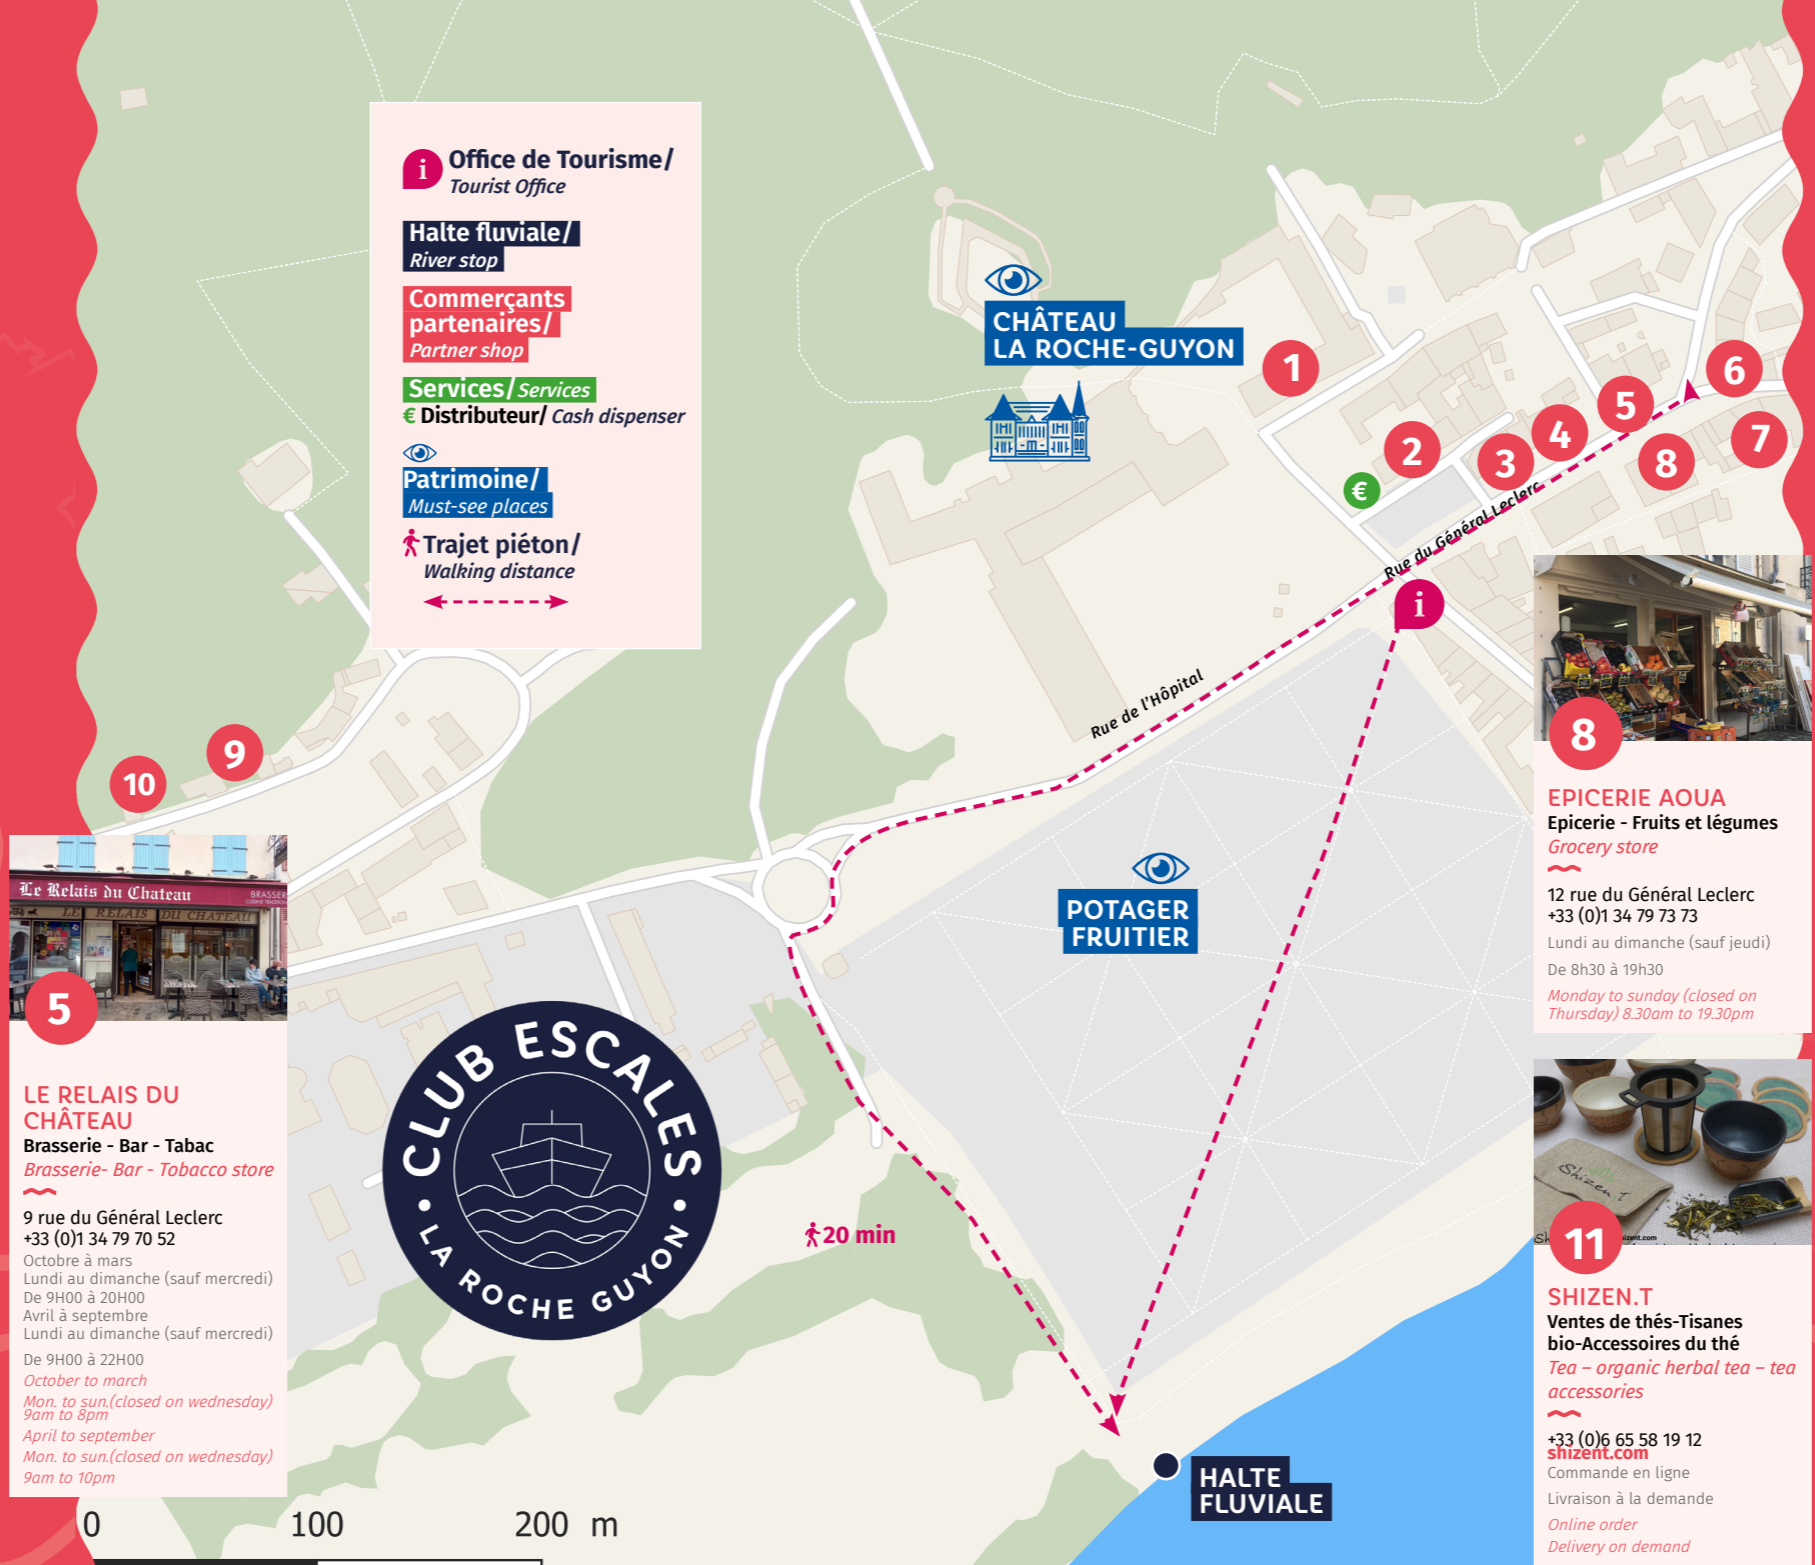 i Office de Tourisme/
Tourist Office
Halte fluviale/
River stop
Commerçants
partenaires/
Partner shop
Services/ Services
€ Distributeur/ Cash dispenser
Patrimoine/
Must-see places
Trajet piéton/
Walking distance
CHÂTEAU
LA ROCHE-GUYON
1
2
3
4
5
6
7
8
€
Rue du Général Leclerc
i
Rue de l'Hôpital
9
10
POTAGER
FRUITIER
CLUB ESCALES
• LA ROCHE GUYON •
20 min
HALTE
FLUVIALE
Le Relais du Chateau
BRASSERIE
LE RELAIS DU CHATEAU
5
LE RELAIS DU
CHÂTEAU
Brasserie - Bar - Tabac
Brasserie- Bar - Tobacco store
9 rue du Général Leclerc
+33 (0)1 34 79 70 52
Octobre à mars
Lundi au dimanche (sauf mercredi)
De 9H00 à 20H00
Avril à septembre
Lundi au dimanche (sauf mercredi)
De 9H00 à 22H00
October to march
Mon. to sun.(closed on wednesday)
9am to 8pm
April to september
Mon. to sun.(closed on wednesday)
9am to 10pm
0 100 200 m
8
EPICERIE AOUA
Epicerie - Fruits et légumes
Grocery store
12 rue du Général Leclerc
+33 (0)1 34 79 73 73
Lundi au dimanche (sauf jeudi)
De 8h30 à 19h30
Monday to sunday (closed on
Thursday) 8.30am to 19.30pm
Shizen.T
11
SHIZEN.T
Ventes de thés-Tisanes
bio-Accessoires du thé
Tea – organic herbal tea – tea
accessories
+33 (0)6 65 58 19 12
shizent.com
Commande en ligne
Livraison à la demande
Online order
Delivery on demand